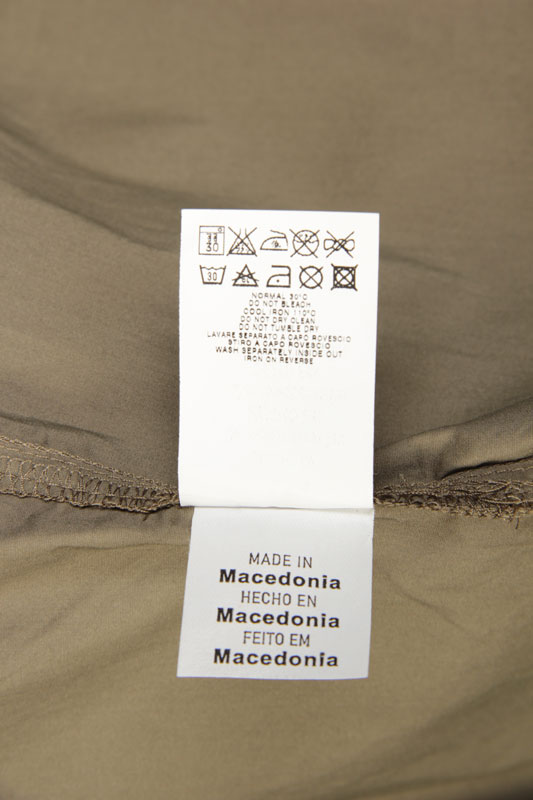 30
NORMAL 30°C
DO NOT BLEACH
COOL IRON 110°C
DO NOT DRY CLEAN
DO NOT TUMBLE DRY
LAVARE SEPARATO A CAPO ROVESCIO
STIRO A CAPO ROVESCIO
WASH SEPARATELY INSIDE OUT
IRON ON REVERSE
MADE IN
Macedonia
HECHO EN
Macedonia
FEITO EM
Macedonia